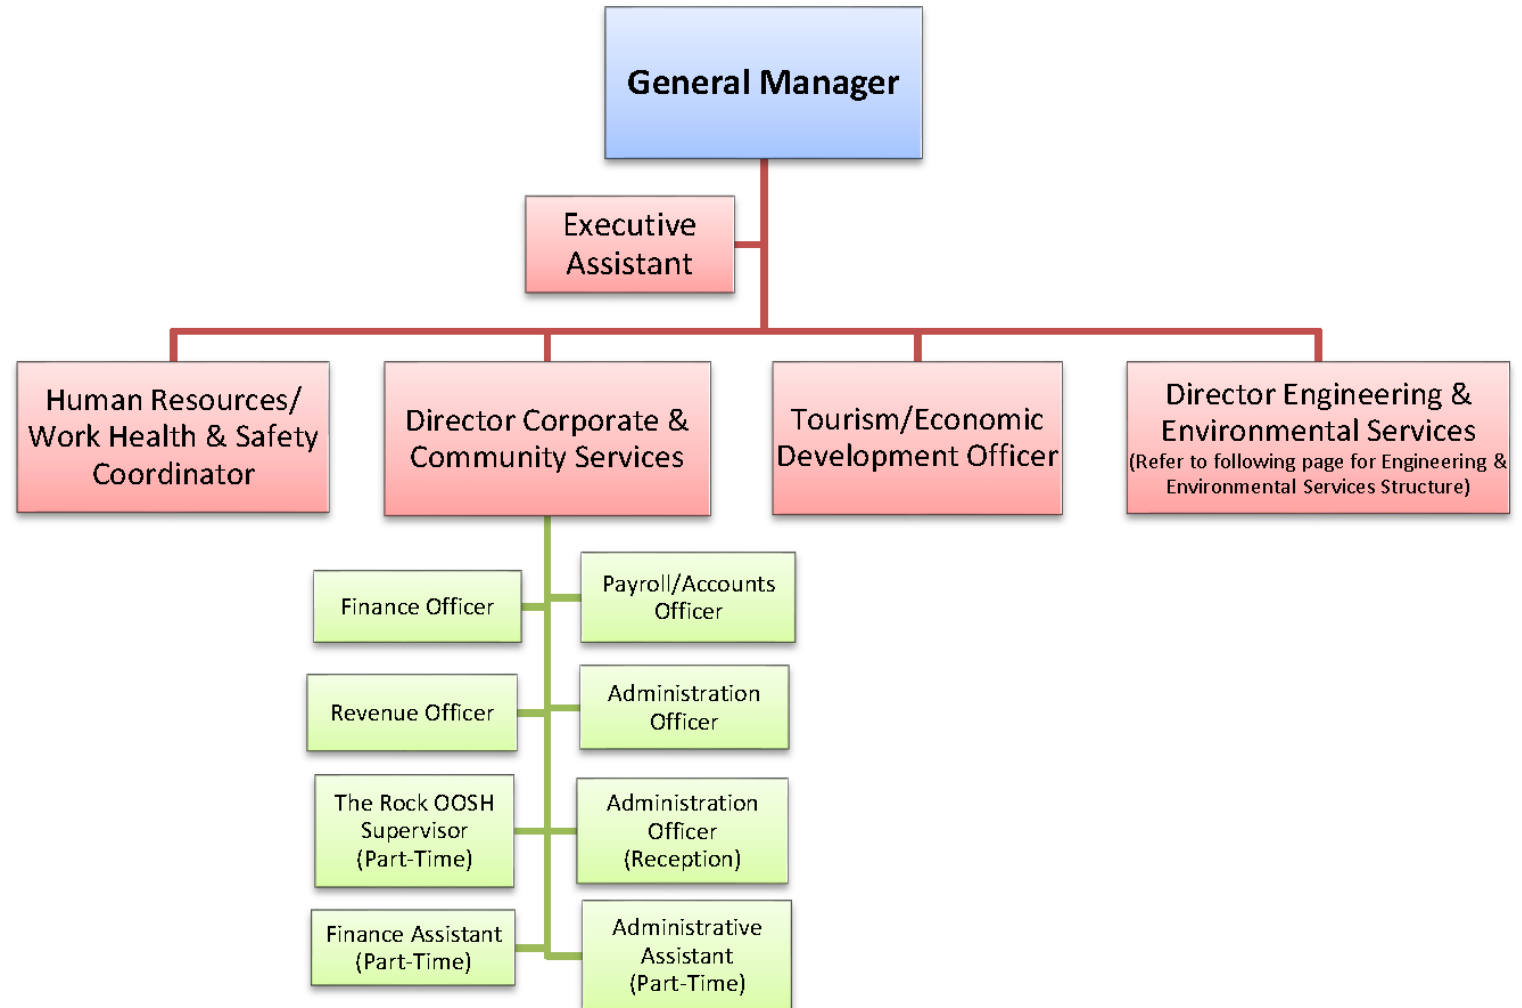 General Manager
Executive
Assistant
Human Resources/
Work Health & Safety
Coordinator
Director Corporate &
Community Services
Tourism/Economic
Development Officer
Director Engineering &
Environmental Services
(Refer to following page for Engineering &
Environmental Services Structure)
Finance Officer
Payroll/Accounts
Officer
Revenue Officer
Administration
Officer
The Rock OOSH
Supervisor
(Part-Time)
Administration
Officer
(Reception)
Finance Assistant
(Part-Time)
Administrative
Assistant
(Part-Time)